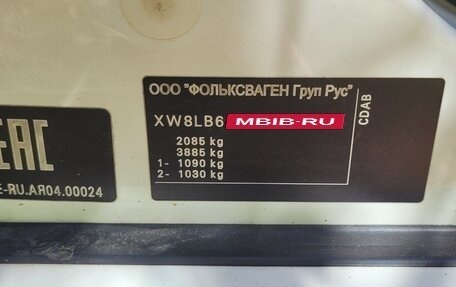 ООО "ФОЛЬКСВАГЕН Груп Рус"
XW8LB6 MBIB-RU
2085 kg
3885 kg
1- 1090 kg
2- 1030 kg
CDAB
EAC
E-RU.АЯ04.00024